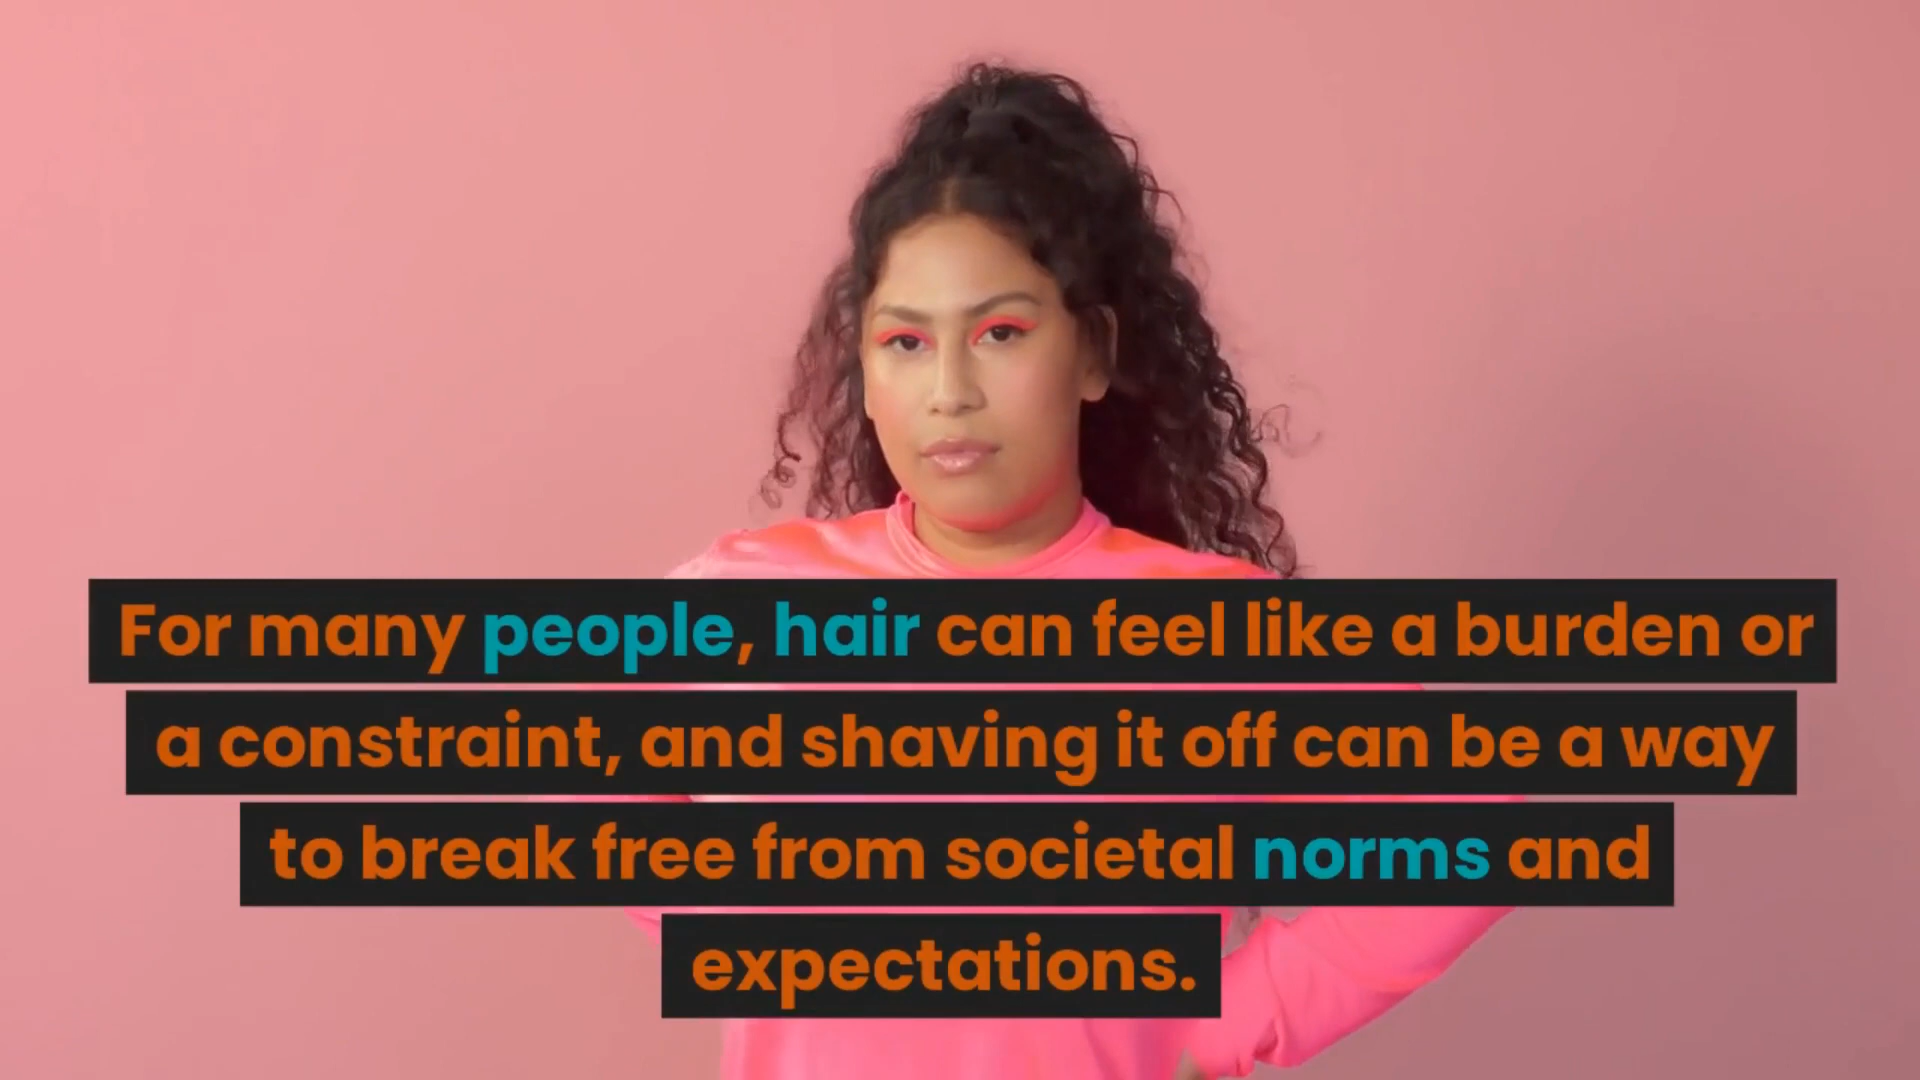 For many people, hair can feel like a burden or
a constraint, and shaving it off can be a way
to break free from societal norms and
expectations.